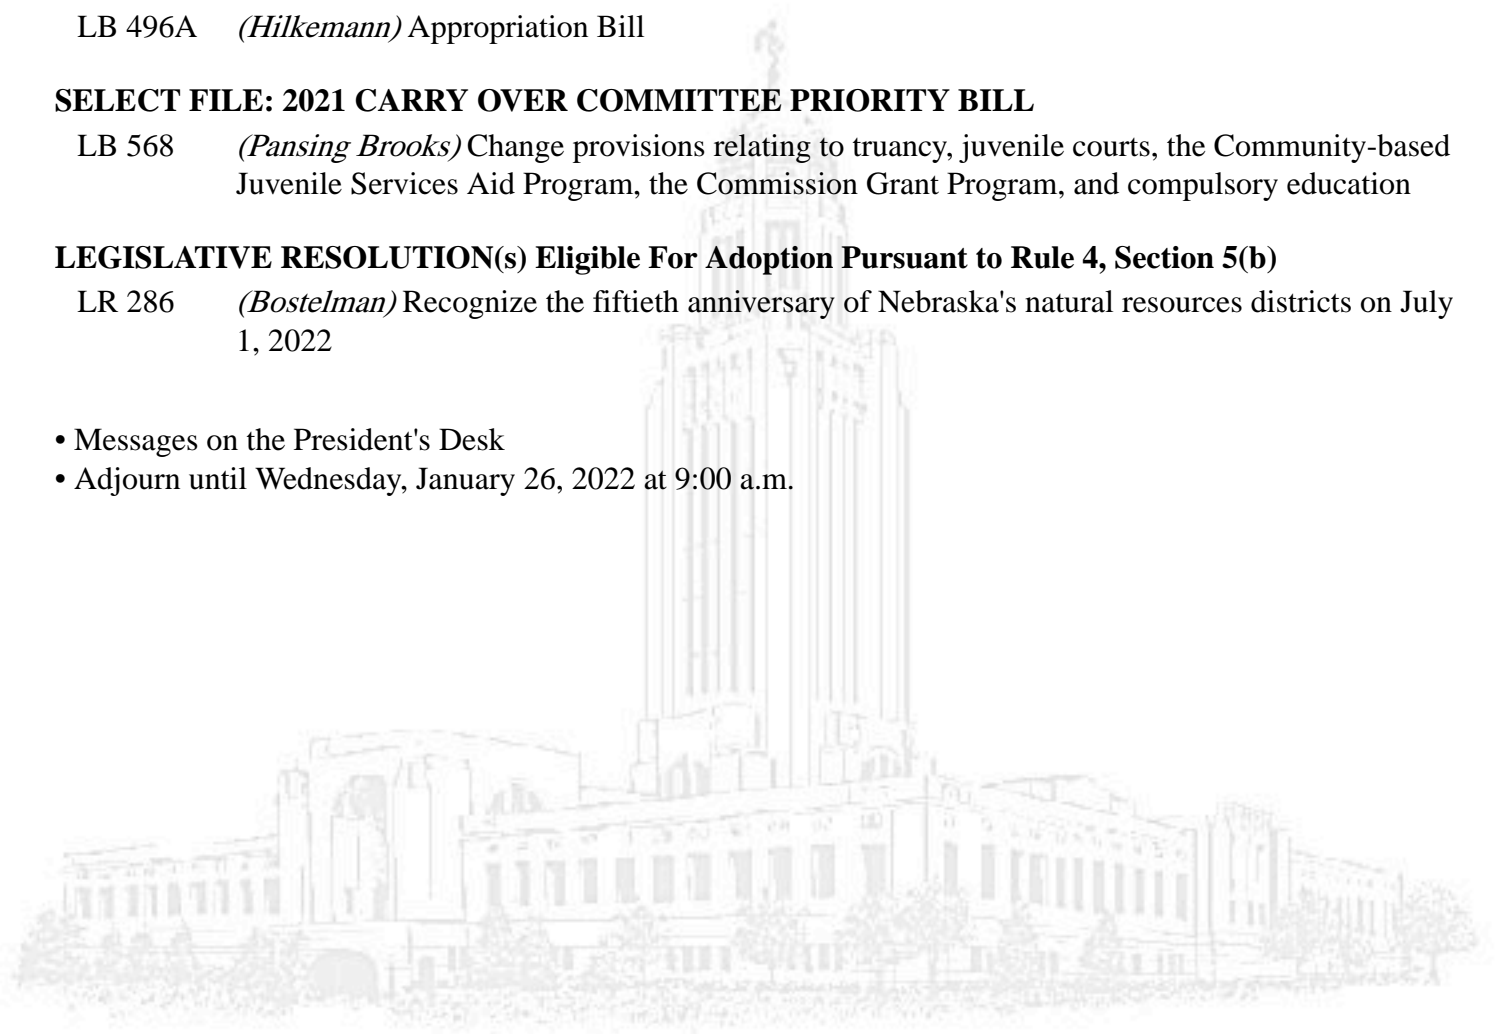 LB 496A (Hilkemann) Appropriation Bill
SELECT FILE: 2021 CARRY OVER COMMITTEE PRIORITY BILL
LB 568 (Pansing Brooks) Change provisions relating to truancy, juvenile courts, the Community-based
Juvenile Services Aid Program, the Commission Grant Program, and compulsory education
LEGISLATIVE RESOLUTION(s) Eligible For Adoption Pursuant to Rule 4, Section 5(b)
LR 286 (Bostelman) Recognize the fiftieth anniversary of Nebraska's natural resources districts on July
1, 2022
• Messages on the President's Desk
• Adjourn until Wednesday, January 26, 2022 at 9:00 a.m.